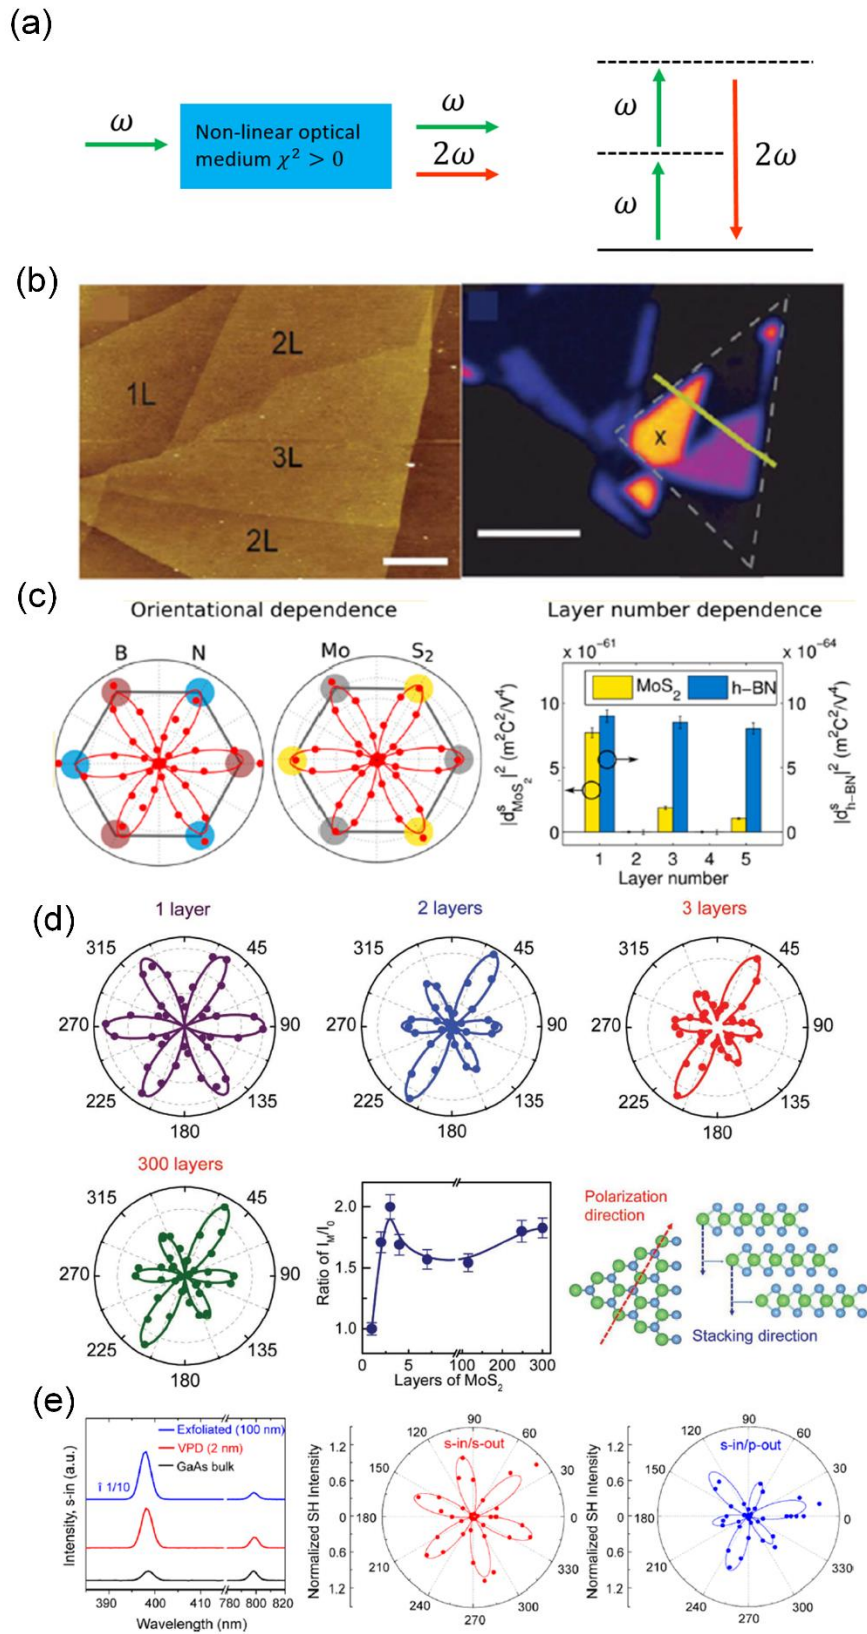 (a)
ω
Non-linear optical
medium χ² > 0
ω
2ω
ω
ω
2ω
(b)
2L
1L
3L
2L
x
(c)
Orientational dependence
B N
Mo S₂
Layer number dependence
x 10⁻⁶¹
x 10⁻⁶⁴
MoS₂
h-BN
|dˢMoS₂|² (m²C²/V⁴)
10
5
0
10
5
0
|dˢh-BN|² (m²C²/V⁴)
1 2 3 4 5
Layer number
(d)
1 layer
315 45
270 90
225 135
180
2 layers
315 45
270 90
225 135
180
3 layers
315 45
270 90
225 135
180
300 layers
315 45
270 90
225 135
180
Ratio of I_M/I_0
2.0
1.5
1.0
0 5 100 200 300
Layers of MoS₂
Polarization
direction
Stacking direction
(e)
Intensity, s-in (a.u.)
Exfoliated (100 nm)
VPD (2 nm)
GaAs bulk
1/10
390 400 410 780 800 820
Wavelength (nm)
Normalized SH Intensity
1.2
0.6
0
0.6
1.2
s-in/s-out
90
120 60
150 30
180 0
210 330
240 300
270
Normalized SH Intensity
1.2
0.6
0
0.6
1.2
s-in/p-out
90
120 60
150 30
180 0
210 330
240 300
270